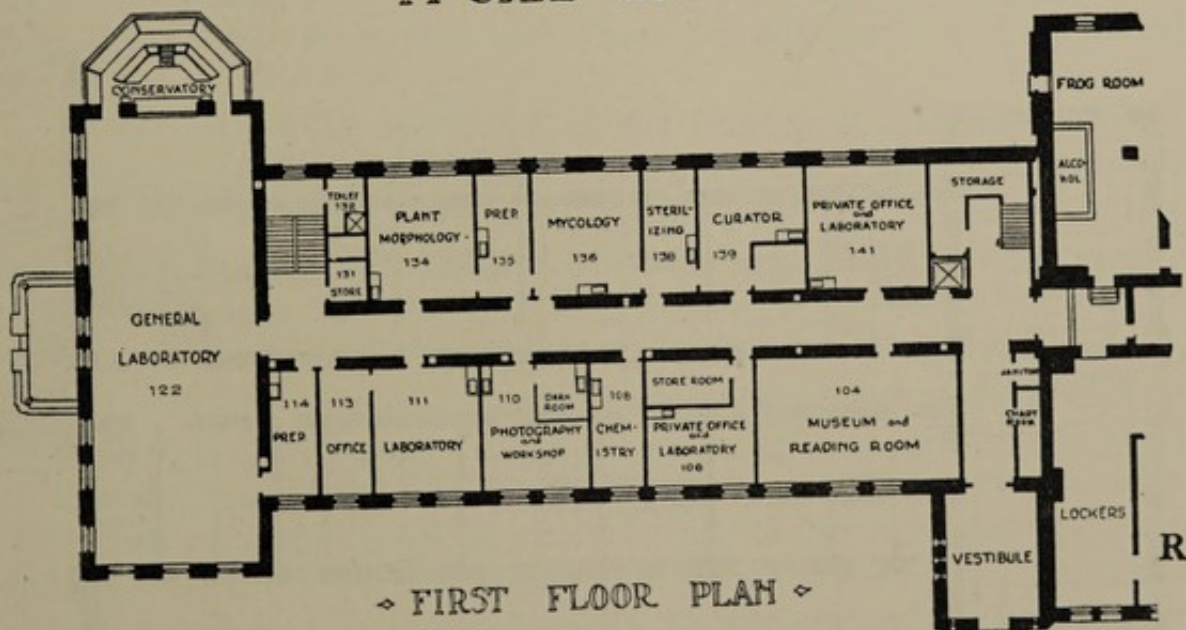 CONSERVATORY
FROG ROOM
ALCO-
HOL
TOILET
132
131
STORE
PLANT
MORPHOLOGY -
134
PREP.
135
MYCOLOGY
136
STERIL-
IZING
138
CURATOR
139
PRIVATE OFFICE
and
LABORATORY
141
STORAGE
GENERAL
LABORATORY
122
114
PREP.
113
OFFICE
111
LABORATORY
110
DARK
ROOM
PHOTOGRAPHY
and
WORKSHOP
108
CHEM-
ISTRY
STORE ROOM
PRIVATE OFFICE
and
LABORATORY
106
104
MUSEUM and
READING ROOM
JANITOR
CHART
ROOM
LOCKERS
VESTIBULE
R
FIRST FLOOR PLAN